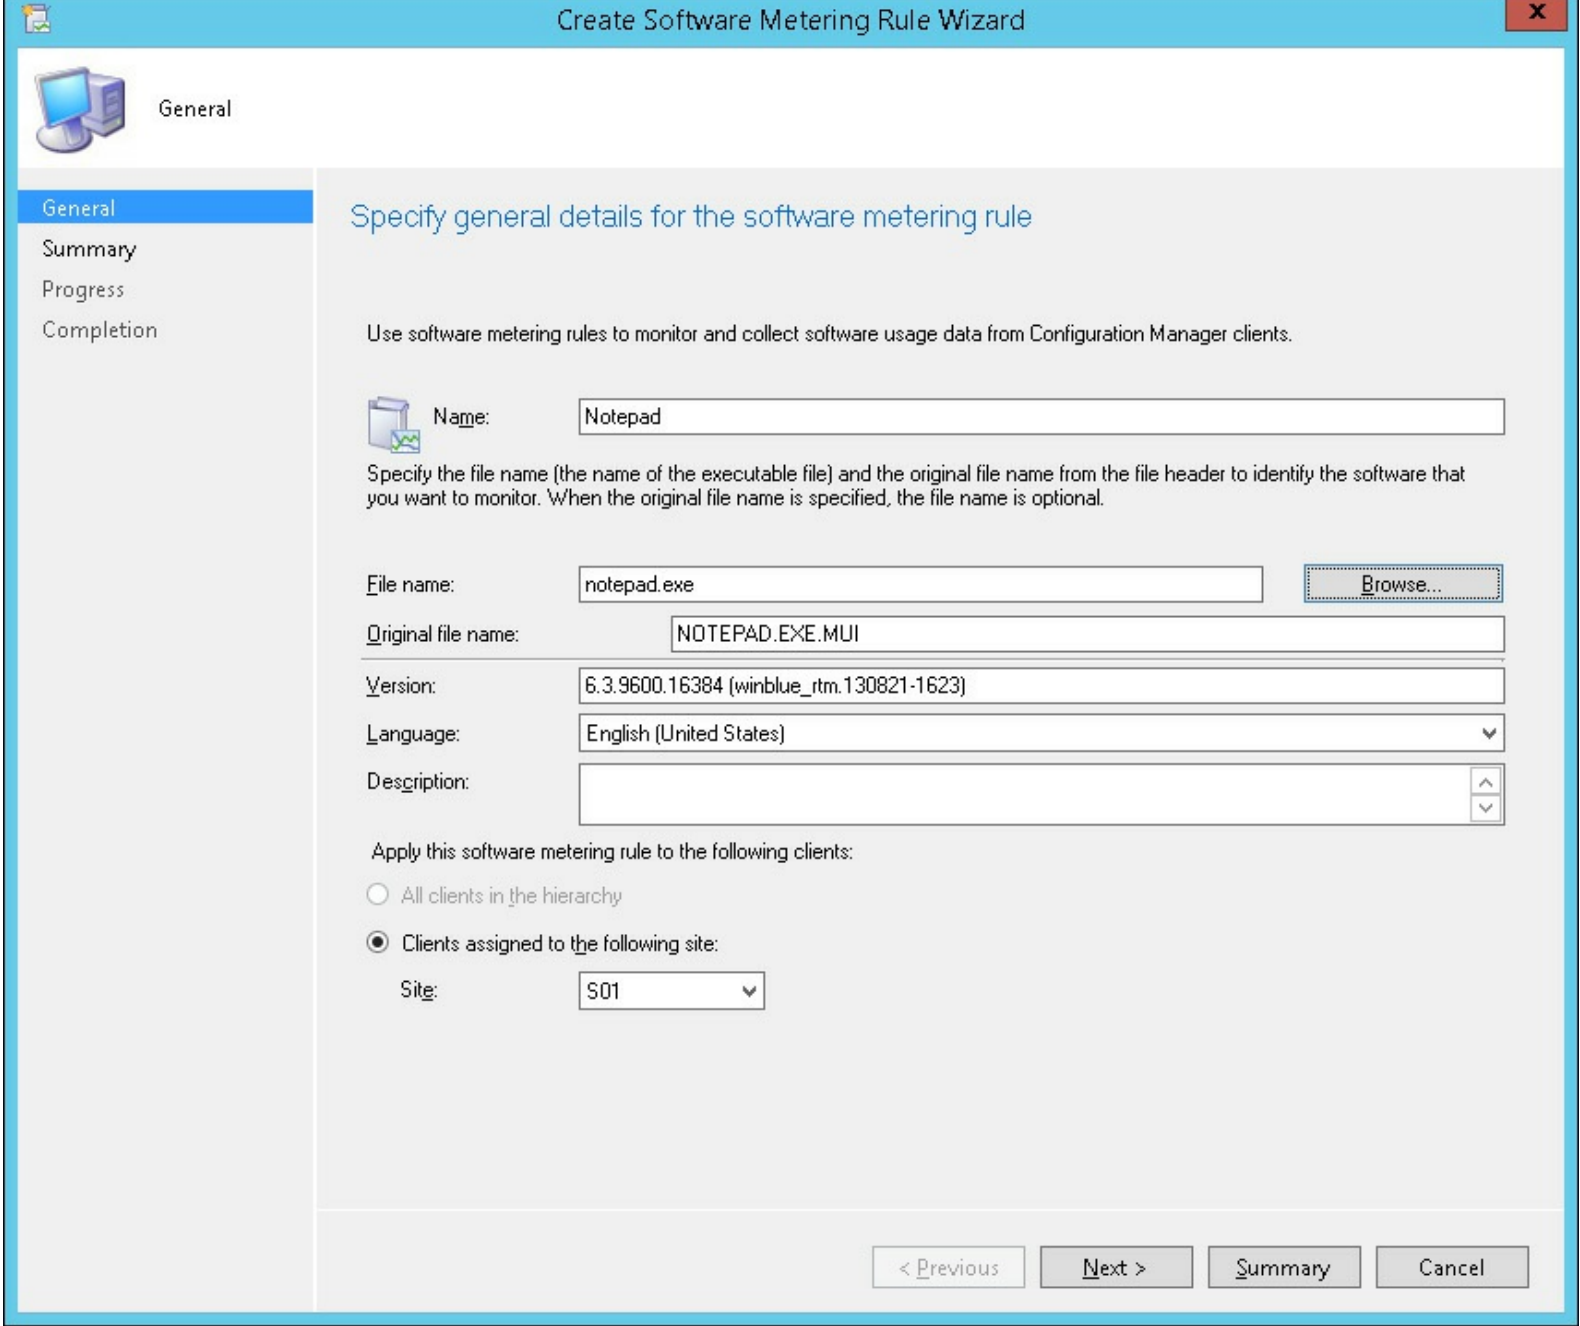 Create Software Metering Rule Wizard
x
General
General
Summary
Progress
Completion
Specify general details for the software metering rule
Use software metering rules to monitor and collect software usage data from Configuration Manager clients.
Name: Notepad
Specify the file name (the name of the executable file) and the original file name from the file header to identify the software that
you want to monitor. When the original file name is specified, the file name is optional.
File name: notepad.exe Browse...
Original file name: NOTEPAD.EXE.MUI
Version: 6.3.9600.16384 (winblue_rtm.130821-1623)
Language: English (United States)
Description:
Apply this software metering rule to the following clients:
All clients in the hierarchy
Clients assigned to the following site:
Site: S01
< Previous Next > Summary Cancel